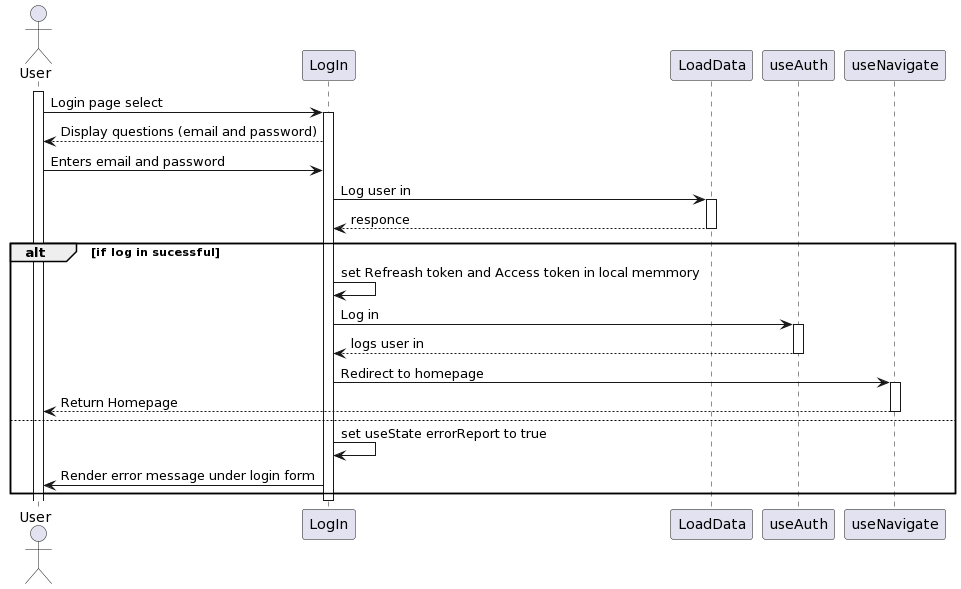 User
LogIn
LoadData
useAuth
useNavigate
Login page select
Display questions (email and password)
Enters email and password
Log user in
responce
alt
[if log in sucessful]
set Refreash token and Access token in local memmory
Log in
logs user in
Redirect to homepage
Return Homepage
set useState errorReport to true
Render error message under login form
User
LogIn
LoadData
useAuth
useNavigate